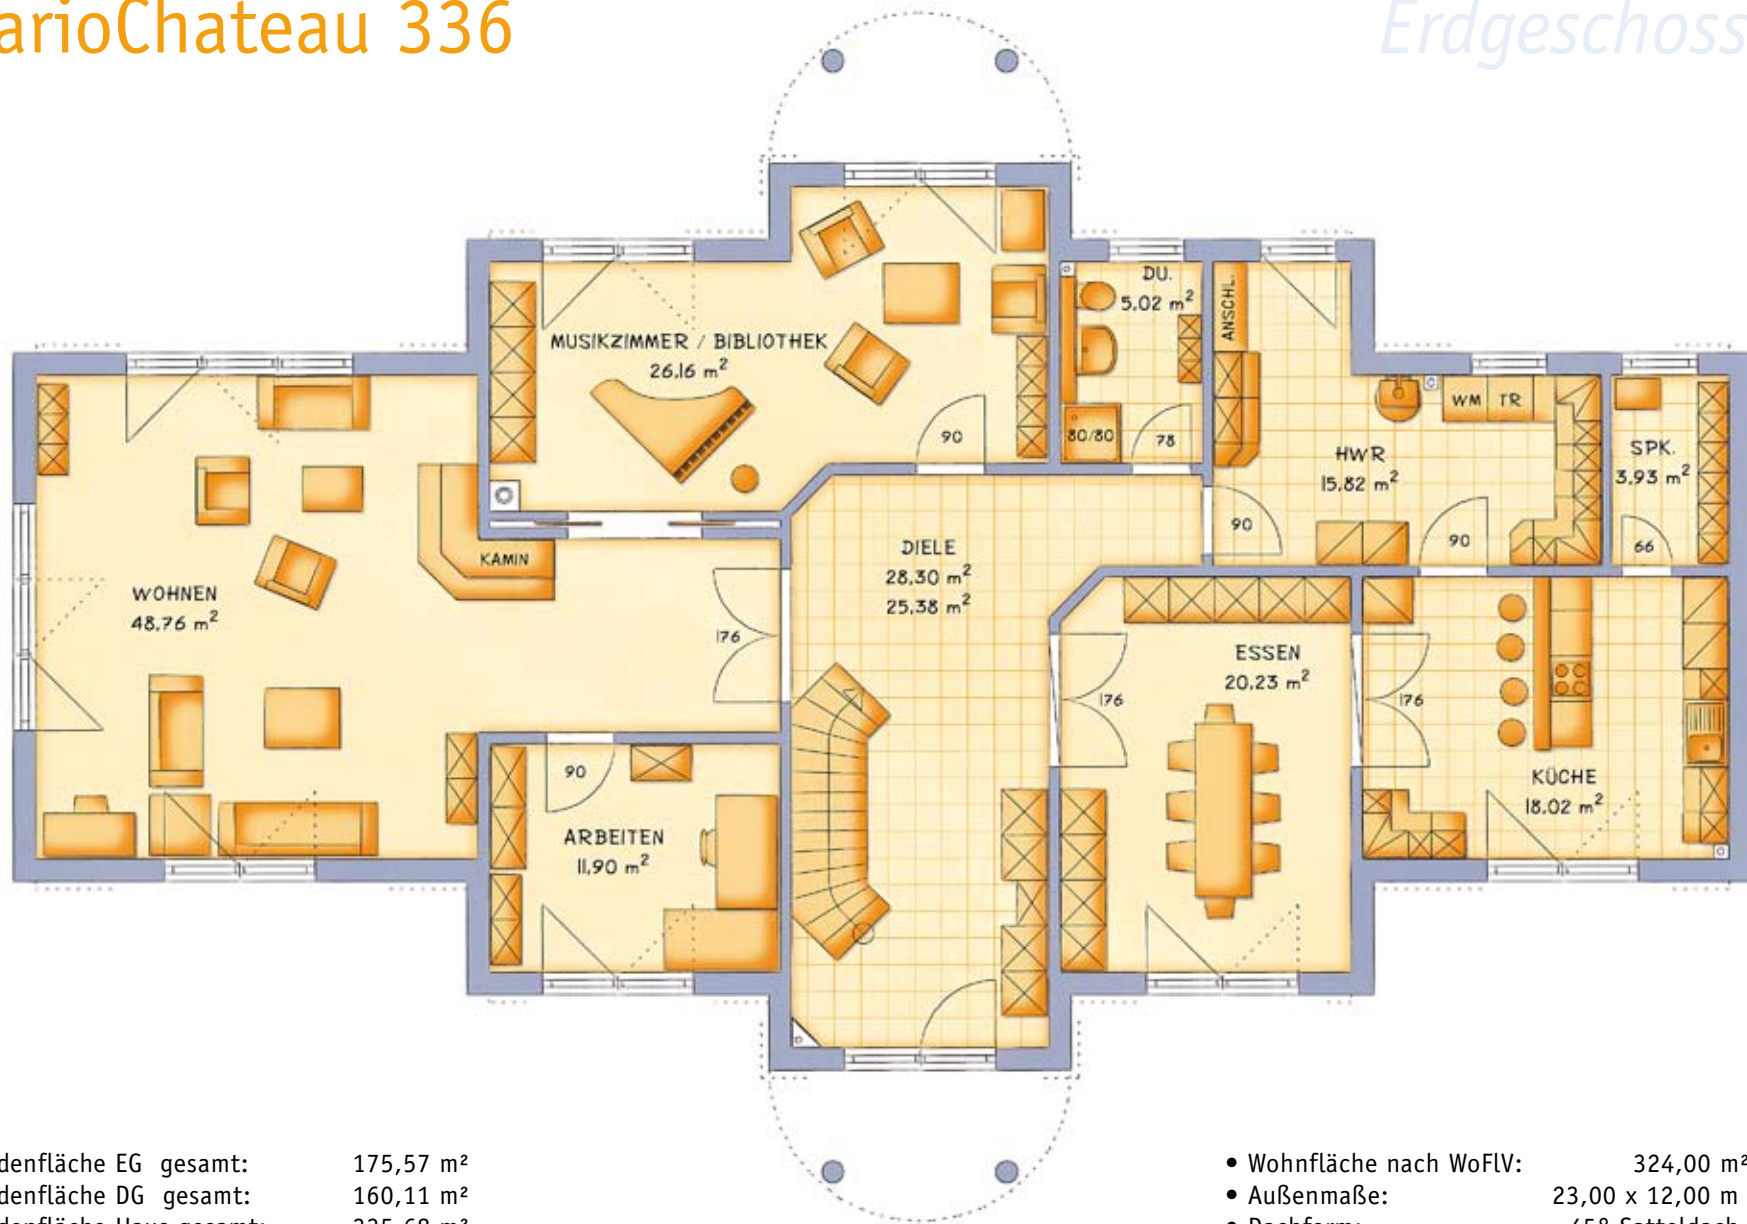 arioChateau 336
Erdgeschoss
MUSIKZIMMER / BIBLIOTHEK
26,16 m²
90
DU.
5,02 m²
80/80
78
ANSCHL.
WM
TR
HWR
15,82 m²
90
90
SPK.
3,93 m²
66
KAMIN
WOHNEN
48,76 m²
176
DIELE
28,30 m²
25,38 m²
ESSEN
20,23 m²
176
176
KÜCHE
18,02 m²
90
ARBEITEN
11,90 m²
denfläche EG gesamt: 175,57 m²
denfläche DG gesamt: 160,11 m²
• Wohnfläche nach WoFlV: 324,00 m²
• Außenmaße: 23,00 x 12,00 m